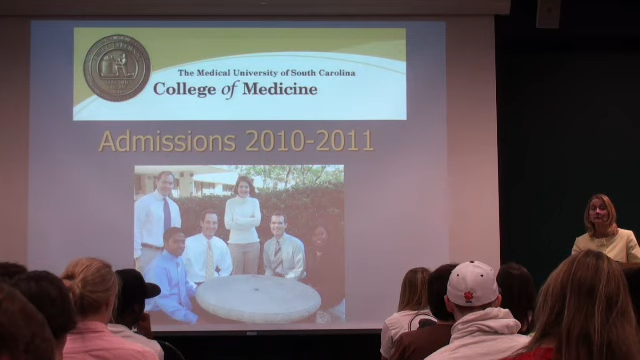 The Medical University of South Carolina
College of Medicine
Admissions 2010-2011